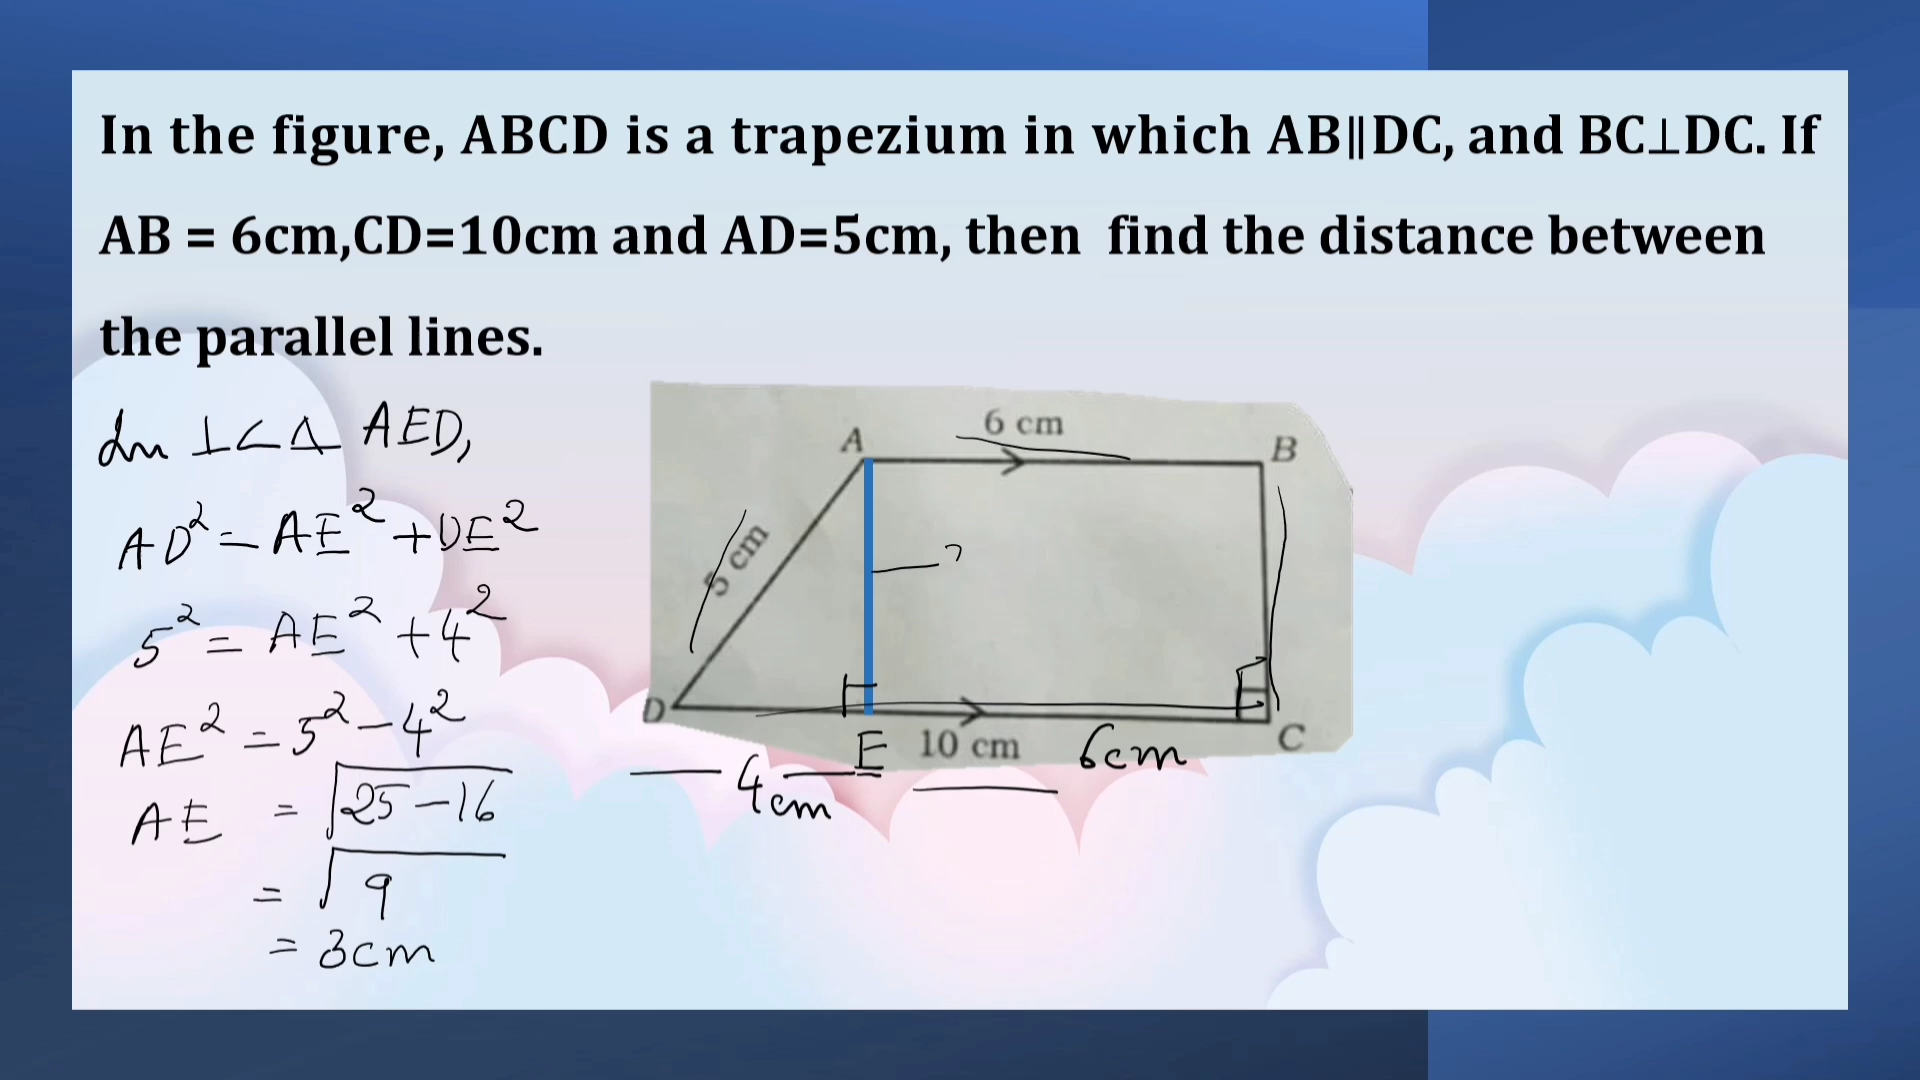 In the figure, ABCD is a trapezium in which AB∥DC, and BC⊥DC. If
AB = 6cm,CD=10cm and AD=5cm, then find the distance between
the parallel lines.
In ⊥∠Δ AED,
AD² = AE² + DE²
5² = AE² + 4²
AE² = 5² − 4²
AE = √25 − 16
= √9
= 3cm
6 cm
A
B
5 cm
?
D
E
10 cm
6cm
C
4cm